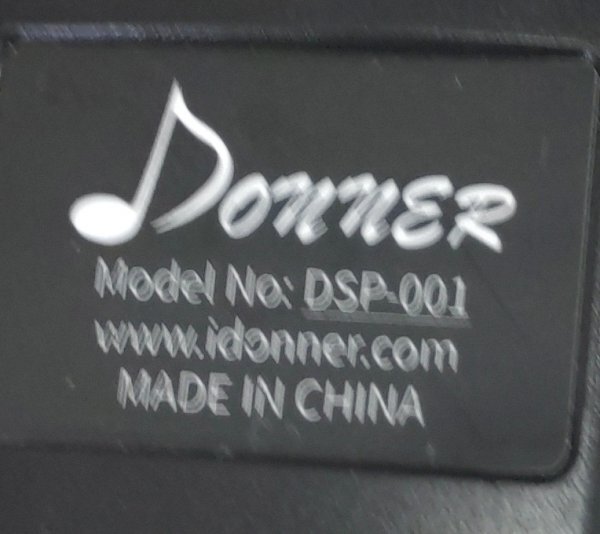 DONNER
Model No: DSP-001
www.idonner.com
MADE IN CHINA